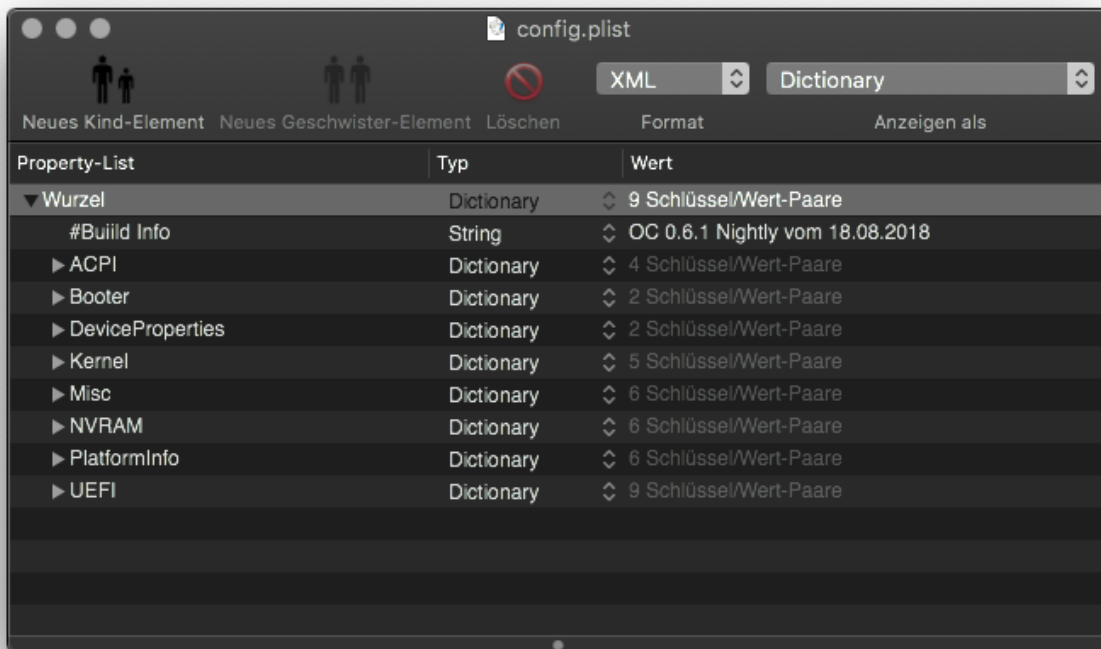 config.plist
XML Dictionary
Neues Kind-Element Neues Geschwister-Element Löschen Format Anzeigen als
Property-List Typ Wert
Wurzel Dictionary 9 Schlüssel/Wert-Paare
#Buiild Info String OC 0.6.1 Nightly vom 18.08.2018
ACPI Dictionary 4 Schlüssel/Wert-Paare
Booter Dictionary 2 Schlüssel/Wert-Paare
DeviceProperties Dictionary 2 Schlüssel/Wert-Paare
Kernel Dictionary 5 Schlüssel/Wert-Paare
Misc Dictionary 6 Schlüssel/Wert-Paare
NVRAM Dictionary 6 Schlüssel/Wert-Paare
PlatformInfo Dictionary 6 Schlüssel/Wert-Paare
UEFI Dictionary 9 Schlüssel/Wert-Paare